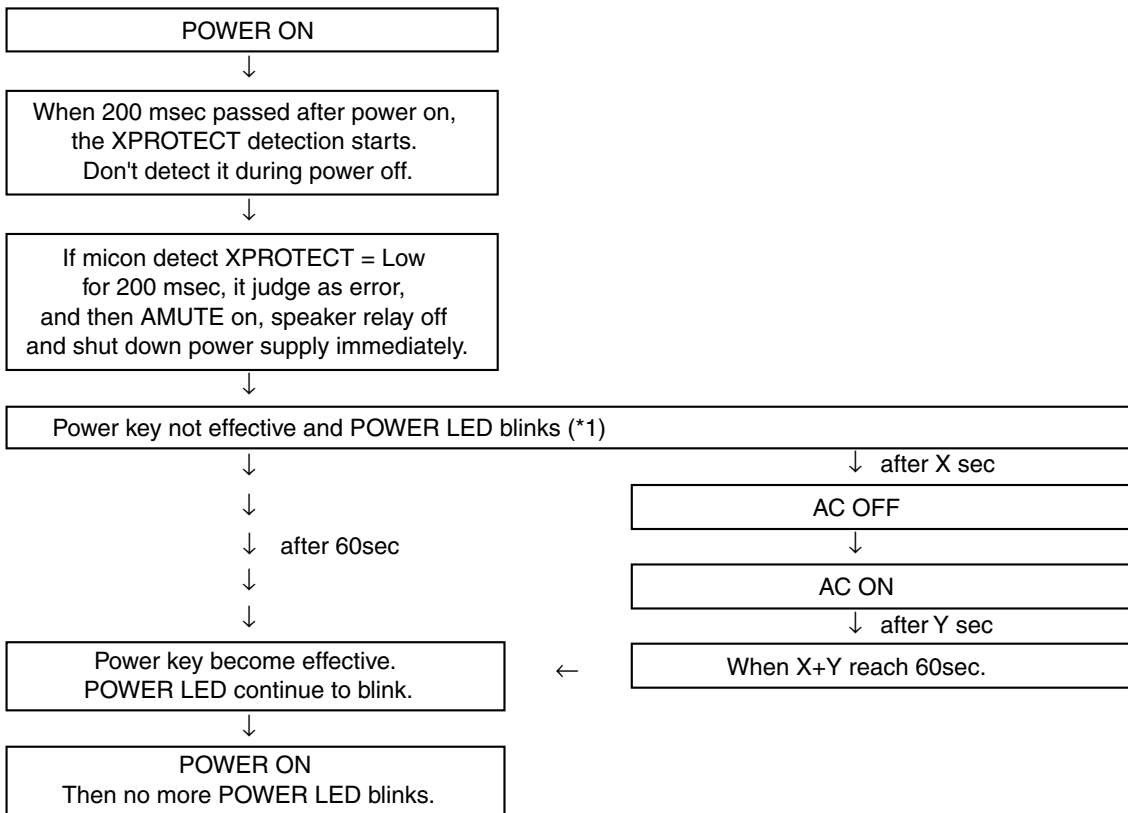 POWER ON
↓
When 200 msec passed after power on,
the XPROTECT detection starts.
Don't detect it during power off.
↓
If micon detect XPROTECT = Low
for 200 msec, it judge as error,
and then AMUTE on, speaker relay off
and shut down power supply immediately.
↓
Power key not effective and POWER LED blinks (*1)
↓
↓
↓
↓ after 60sec
↓
↓
↓ after X sec
AC OFF
↓
AC ON
↓ after Y sec
When X+Y reach 60sec.
←
Power key become effective.
POWER LED continue to blink.
↓
POWER ON
Then no more POWER LED blinks.